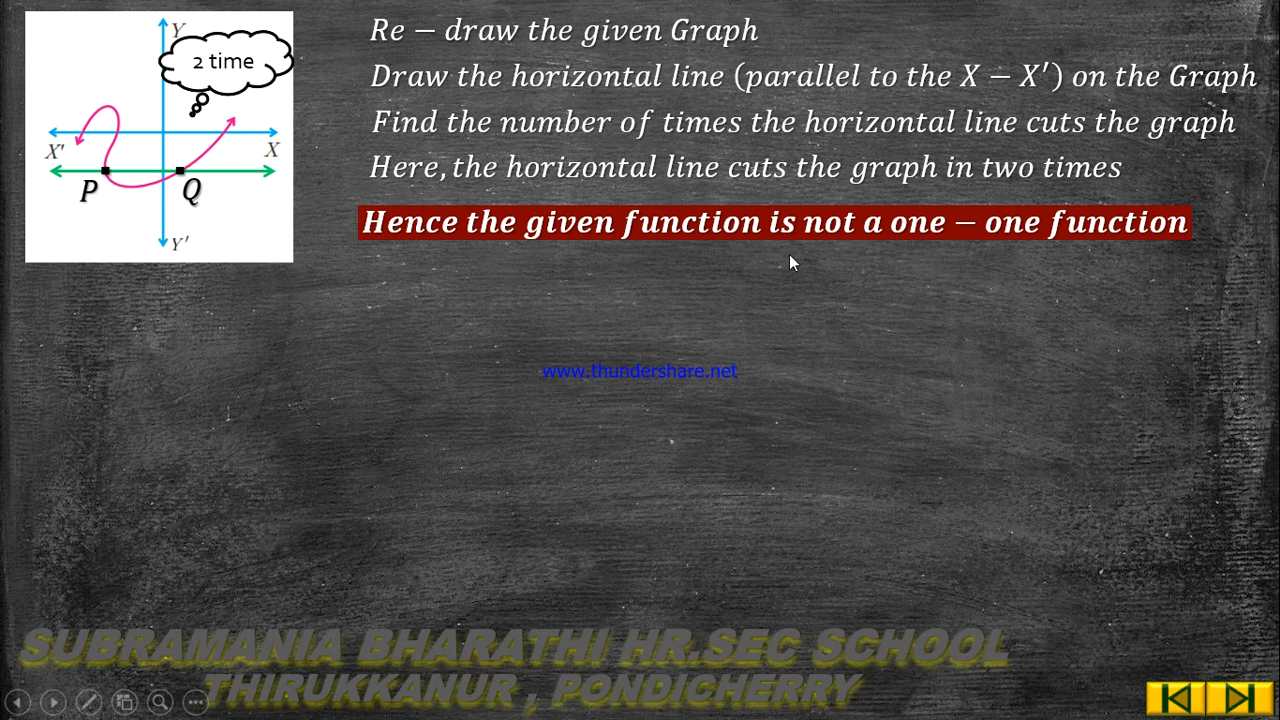 Y
2 time
X'
X
P
Q
Y'
Re − draw the given Graph
Draw the horizontal line (parallel to the X − X′) on the Graph
Find the number of times the horizontal line cuts the graph
Here, the horizontal line cuts the graph in two times
Hence the given function is not a one − one function
www.thundershare.net
SUBRAMANIA BHARATHI HR.SEC SCHOOL
THIRUKKANUR , PONDICHERRY